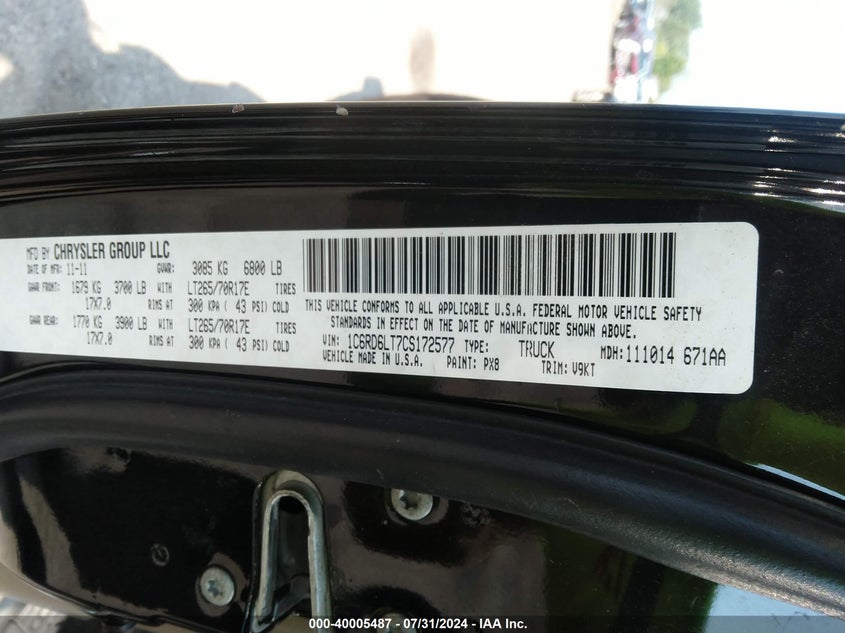 MFD BY CHRYSLER GROUP LLC
DATE OF MFR: 11-11 GVWR: 3085 KG 6800 LB
GAWR FRONT: 1679 KG 3700 LB WITH LT265/70R17E TIRES
17X7.0 RIMS AT 300 KPA ( 43 PSI) COLD
GAWR REAR: 1770 KG 3900 LB WITH LT265/70R17E TIRES
17X7.0 RIMS AT 300 KPA ( 43 PSI) COLD
THIS VEHICLE CONFORMS TO ALL APPLICABLE U.S.A. FEDERAL MOTOR VEHICLE SAFETY
STANDARDS IN EFFECT ON THE DATE OF MANUFACTURE SHOWN ABOVE.
VIN: 1C6RD6LT7CS172577 TYPE: TRUCK MDH:111014 671AA
VEHICLE MADE IN U.S.A. PAINT: PX8 TRIM: V9KT
000-40005487 - 07/31/2024 - IAA Inc.